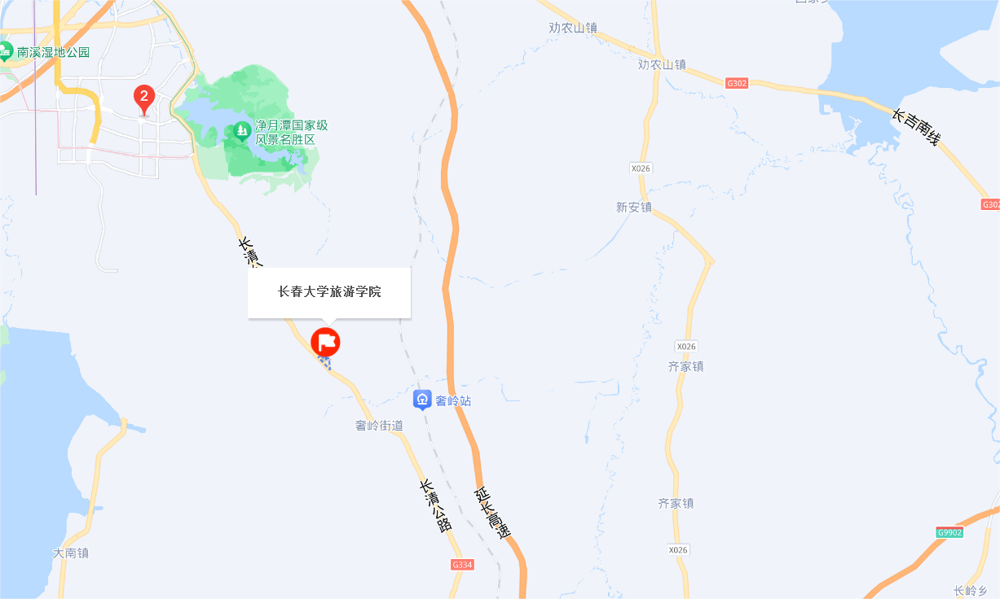 劝农山镇
南溪湿地公园
劝农山镇
G302
2
长吉南线
净月潭国家级
风景名胜区
X026
G302
新安镇
长清公
长春大学旅游学院
X026
齐家镇
奢岭站
奢岭街道
长清公路
延长高速
齐家镇
G9902
大南镇
X026
G334
长岭乡